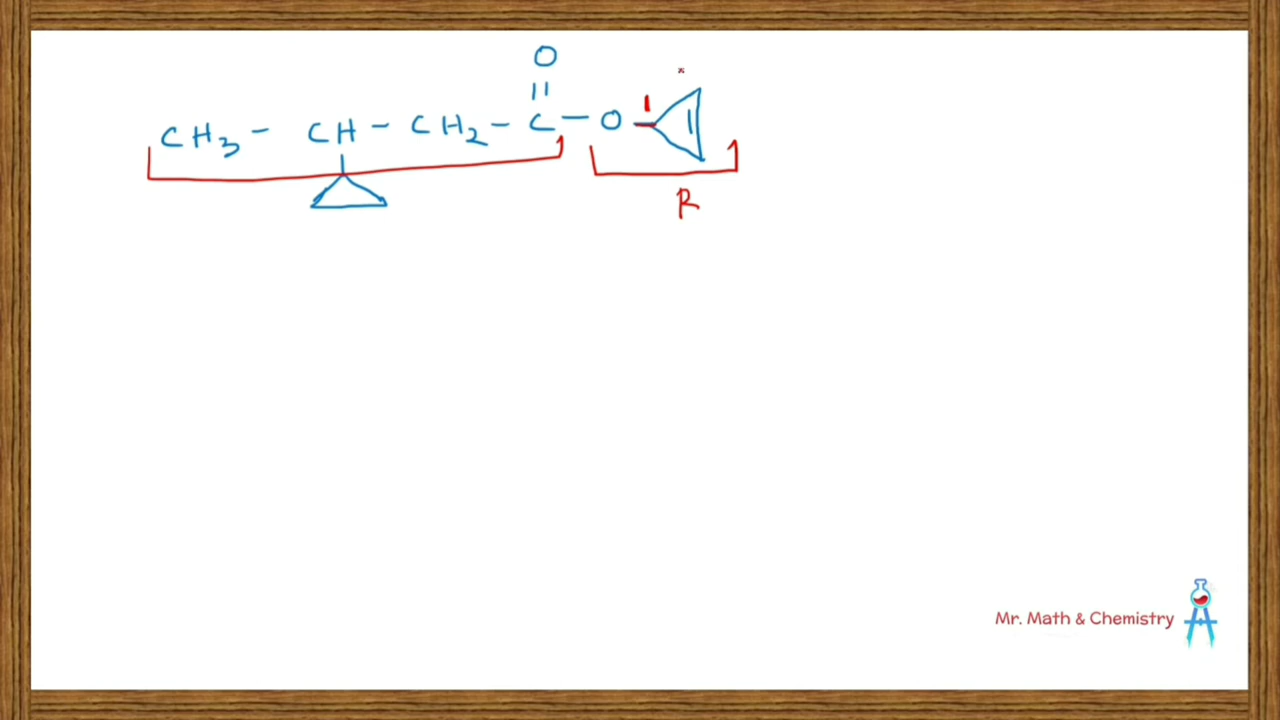 O
||
CH3 - CH - CH2 - C - O - 1
R
Mr. Math & Chemistry